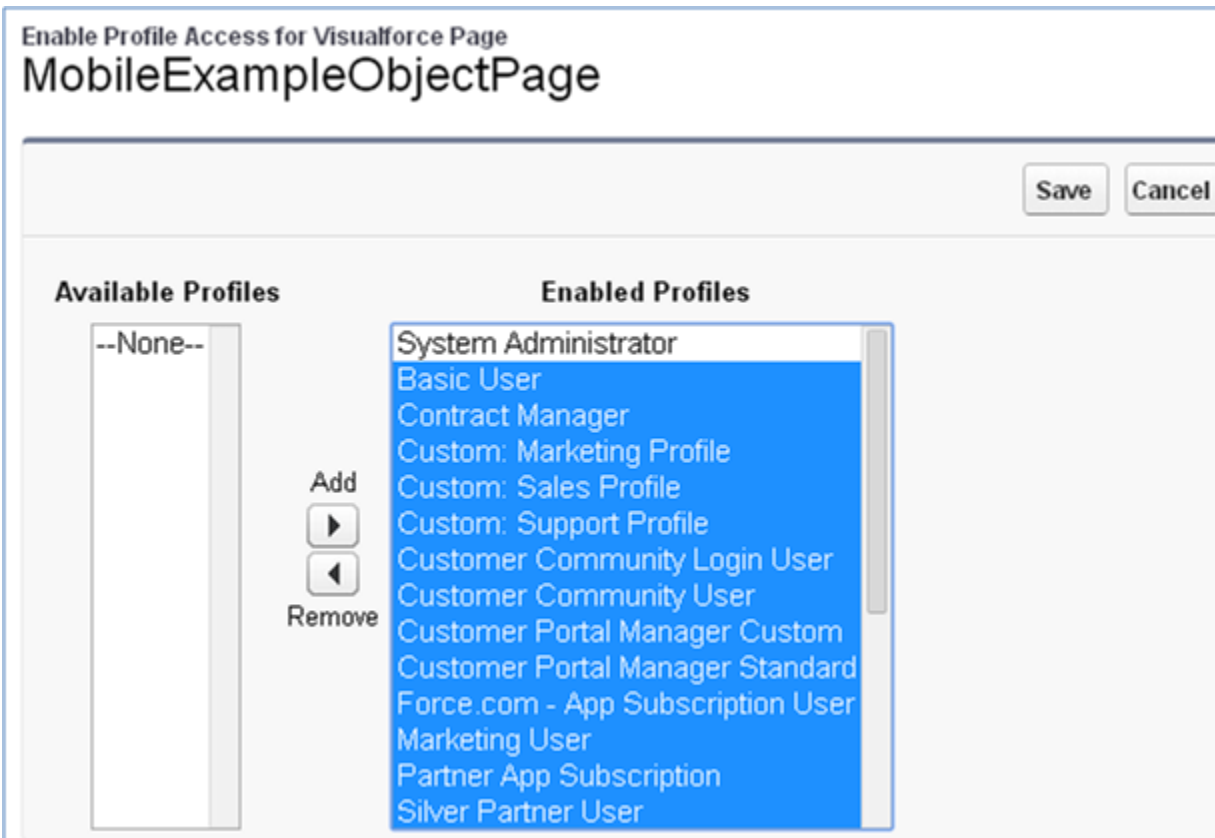 Enable Profile Access for Visualforce Page
MobileExampleObjectPage
Save Cancel
Available Profiles Enabled Profiles
--None--
System Administrator
Basic User
Contract Manager
Custom: Marketing Profile
Custom: Sales Profile
Custom: Support Profile
Customer Community Login User
Customer Community User
Customer Portal Manager Custom
Customer Portal Manager Standard
Force.com - App Subscription User
Marketing User
Partner App Subscription
Silver Partner User
Add
Remove